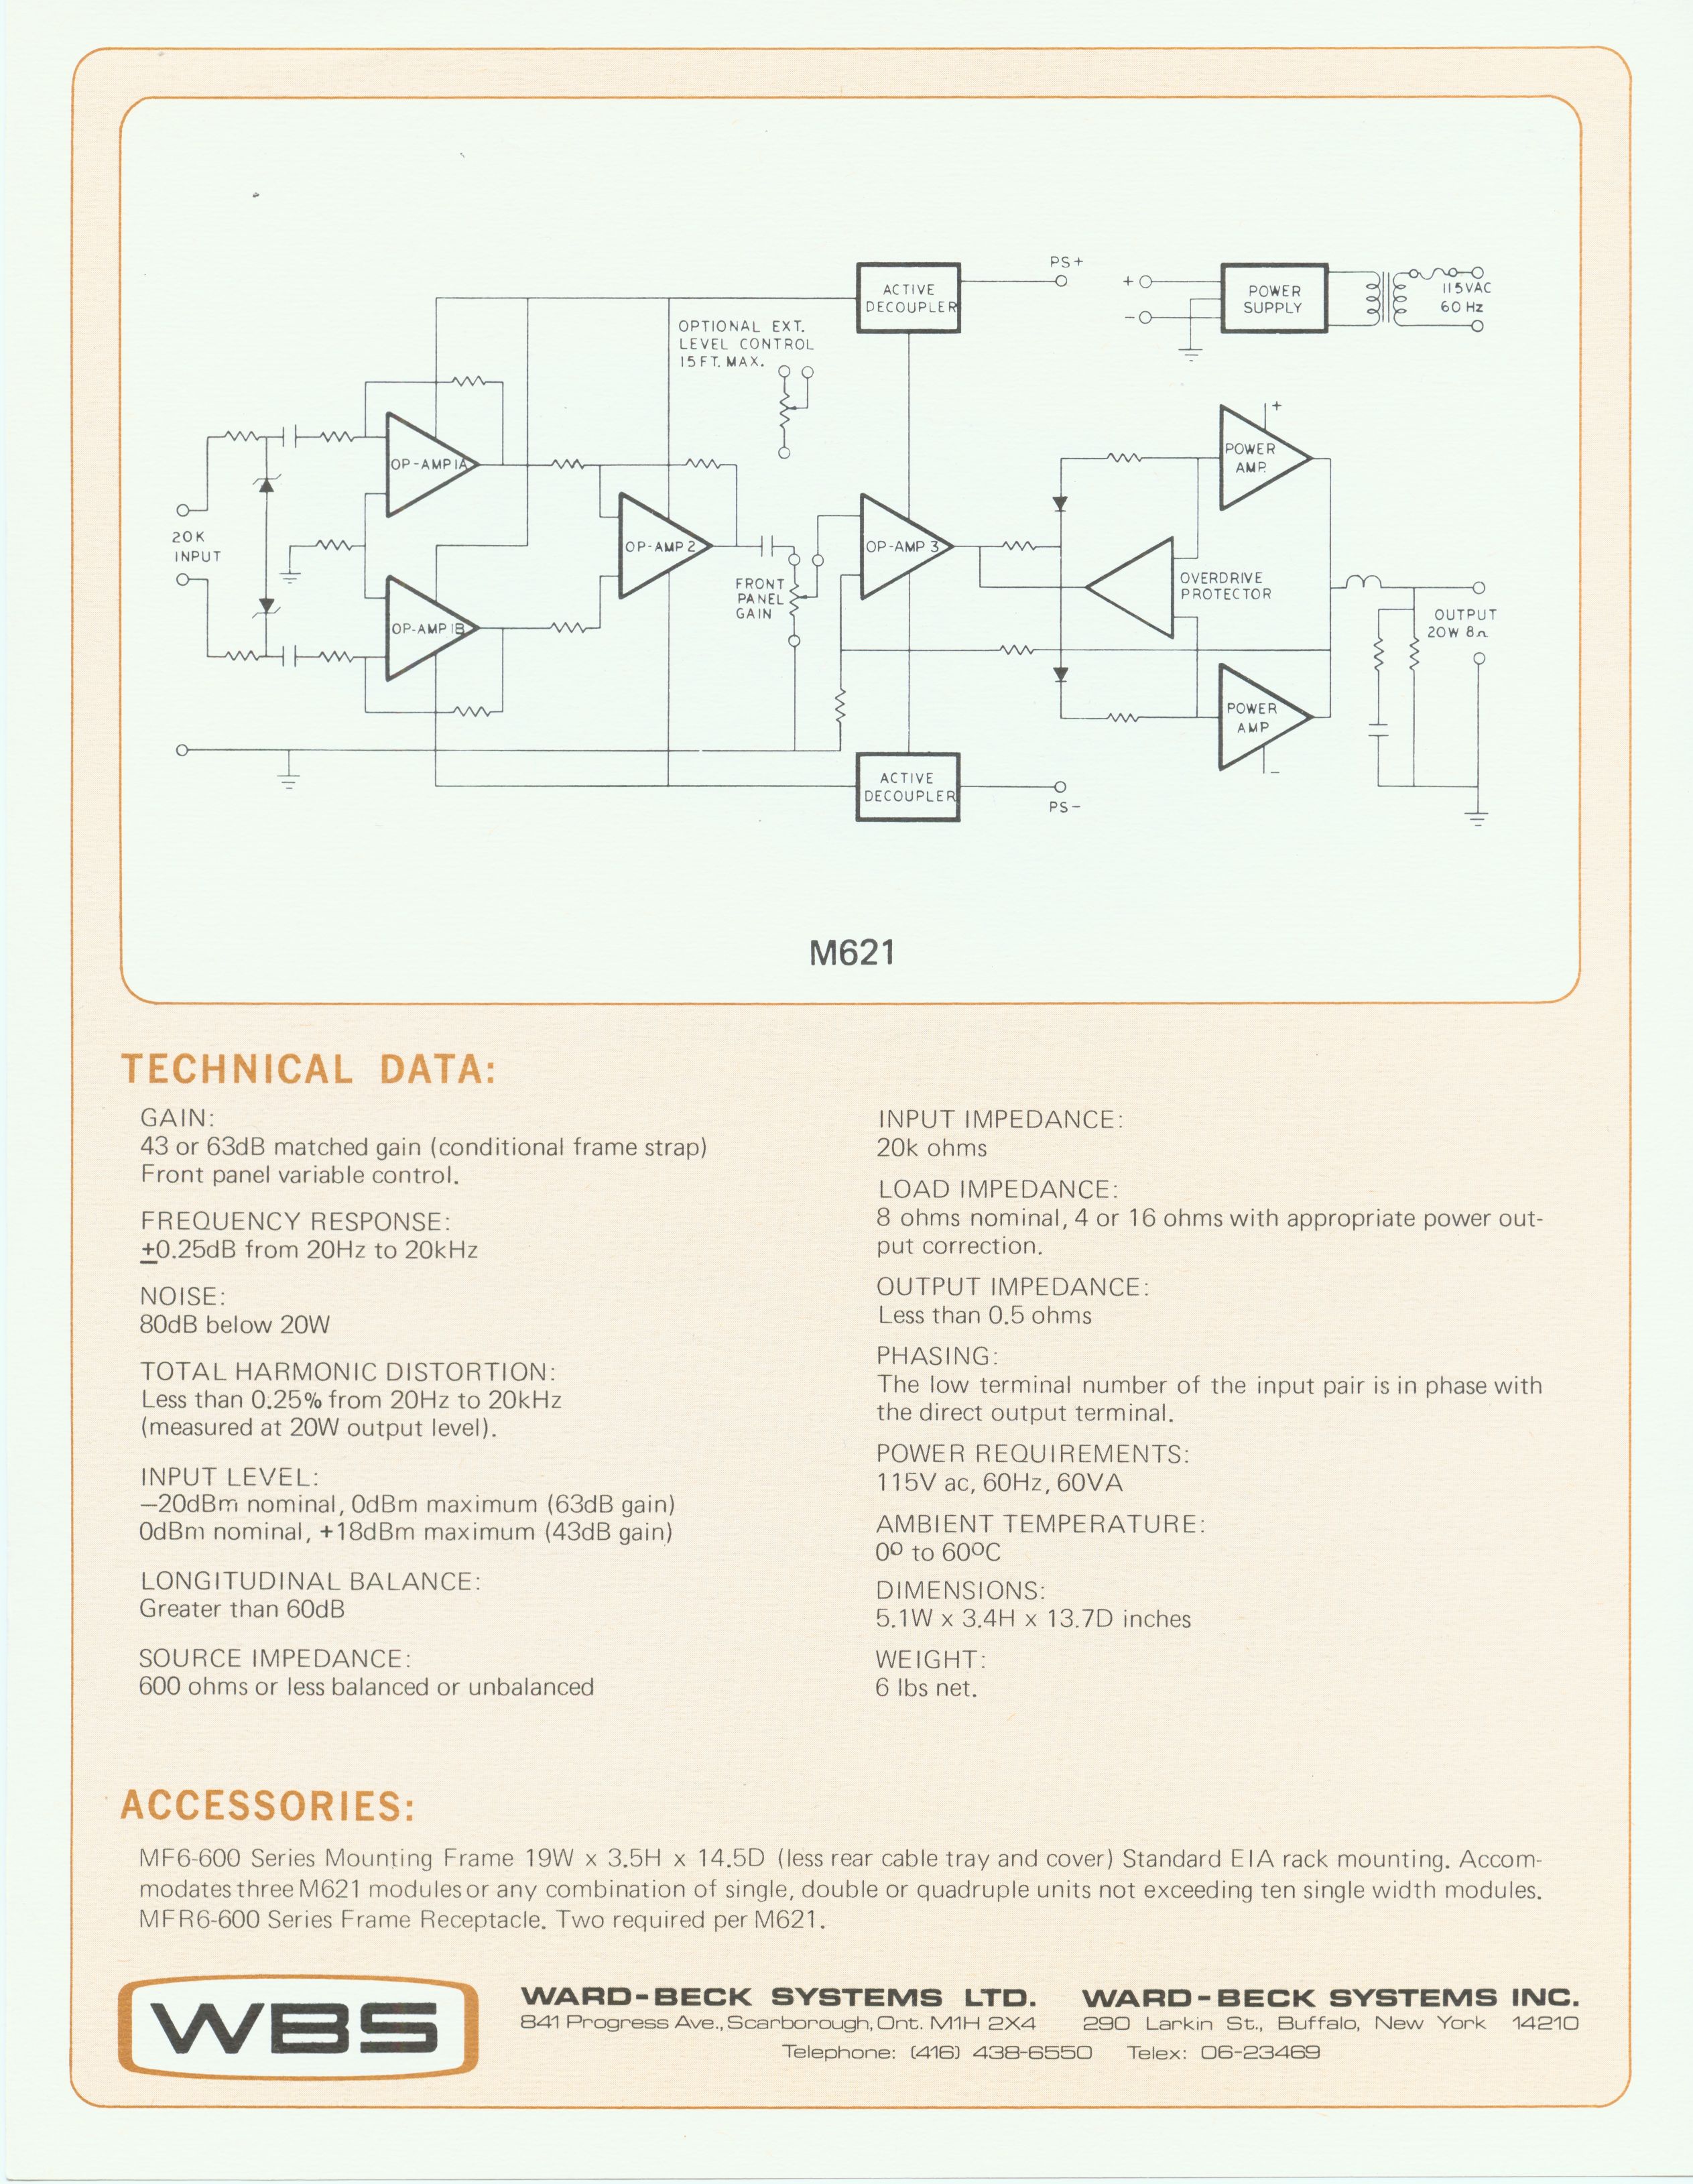 PS+
ACTIVE
DECOUPLER
+
−
POWER
SUPPLY
115VAC
60 Hz
OPTIONAL EXT.
LEVEL CONTROL
15 FT. MAX.
+
POWER
AMP.
OP-AMP 1A
20K
INPUT
OP-AMP 2
OP-AMP 3
FRONT
PANEL
GAIN
OVERDRIVE
PROTECTOR
OUTPUT
20W 8Ω
OP-AMP 1B
POWER
AMP
−
ACTIVE
DECOUPLER
PS−
M621
TECHNICAL DATA:
GAIN:
43 or 63dB matched gain (conditional frame strap)
Front panel variable control.
FREQUENCY RESPONSE:
±0.25dB from 20Hz to 20kHz
NOISE:
80dB below 20W
TOTAL HARMONIC DISTORTION:
Less than 0.25% from 20Hz to 20kHz
(measured at 20W output level).
INPUT LEVEL:
−20dBm nominal, 0dBm maximum (63dB gain)
0dBm nominal, +18dBm maximum (43dB gain)
LONGITUDINAL BALANCE:
Greater than 60dB
SOURCE IMPEDANCE:
600 ohms or less balanced or unbalanced
INPUT IMPEDANCE:
20k ohms
LOAD IMPEDANCE:
8 ohms nominal, 4 or 16 ohms with appropriate power out-
put correction.
OUTPUT IMPEDANCE:
Less than 0.5 ohms
PHASING:
The low terminal number of the input pair is in phase with
the direct output terminal.
POWER REQUIREMENTS:
115V ac, 60Hz, 60VA
AMBIENT TEMPERATURE:
0º to 60ºC
DIMENSIONS:
5.1W x 3.4H x 13.7D inches
WEIGHT:
6 lbs net.
ACCESSORIES:
MF6-600 Series Mounting Frame 19W x 3.5H x 14.5D (less rear cable tray and cover) Standard EIA rack mounting. Accom-
modates three M621 modules or any combination of single, double or quadruple units not exceeding ten single width modules.
MFR6-600 Series Frame Receptacle. Two required per M621.
WBS
WARD-BECK SYSTEMS LTD. WARD-BECK SYSTEMS INC.
841 Progress Ave., Scarborough, Ont. M1H 2X4 290 Larkin St., Buffalo, New York 14210
Telephone: (416) 438-6550 Telex: 06-23469